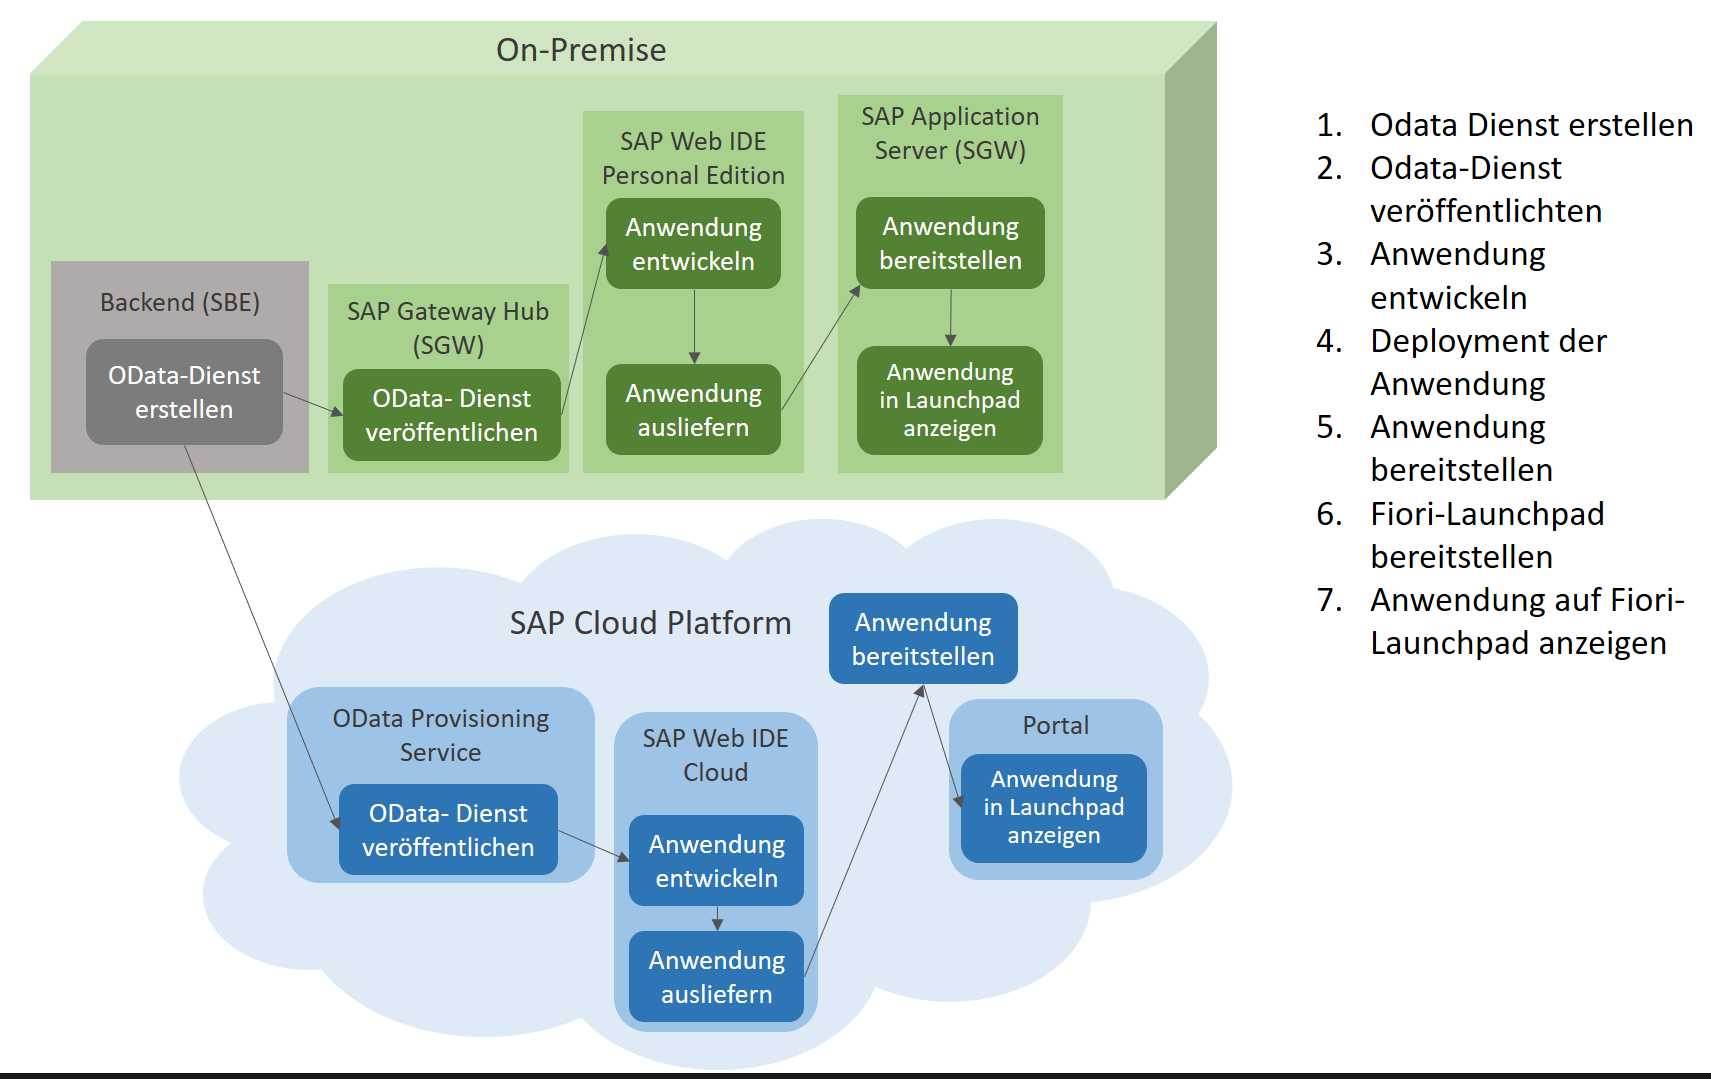 On-Premise
Backend (SBE)
OData-Dienst
erstellen
SAP Gateway Hub
(SGW)
OData- Dienst
veröffentlichen
SAP Web IDE
Personal Edition
Anwendung
entwickeln
Anwendung
ausliefern
SAP Application
Server (SGW)
Anwendung
bereitstellen
Anwendung
in Launchpad
anzeigen
SAP Cloud Platform
OData Provisioning
Service
OData- Dienst
veröffentlichen
SAP Web IDE
Cloud
Anwendung
entwickeln
Anwendung
ausliefern
Anwendung
bereitstellen
Portal
Anwendung
in Launchpad
anzeigen
1. Odata Dienst erstellen
2. Odata-Dienst
veröffentlichten
3. Anwendung
entwickeln
4. Deployment der
Anwendung
5. Anwendung
bereitstellen
6. Fiori-Launchpad
bereitstellen
7. Anwendung auf Fiori-
Launchpad anzeigen